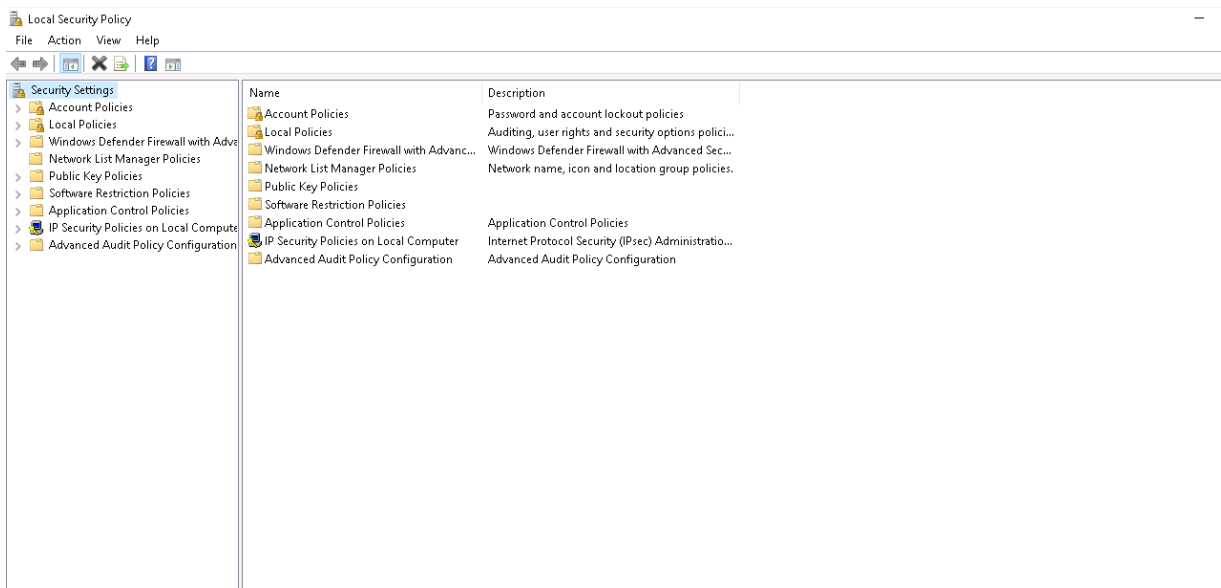 Local Security Policy
File Action View Help
Security Settings
Account Policies
Local Policies
Windows Defender Firewall with Adva
Network List Manager Policies
Public Key Policies
Software Restriction Policies
Application Control Policies
IP Security Policies on Local Compute
Advanced Audit Policy Configuration
Name Description
Account Policies Password and account lockout policies
Local Policies Auditing, user rights and security options polici...
Windows Defender Firewall with Advanc... Windows Defender Firewall with Advanced Sec...
Network List Manager Policies Network name, icon and location group policies.
Public Key Policies
Software Restriction Policies
Application Control Policies Application Control Policies
IP Security Policies on Local Computer Internet Protocol Security (IPsec) Administratio...
Advanced Audit Policy Configuration Advanced Audit Policy Configuration